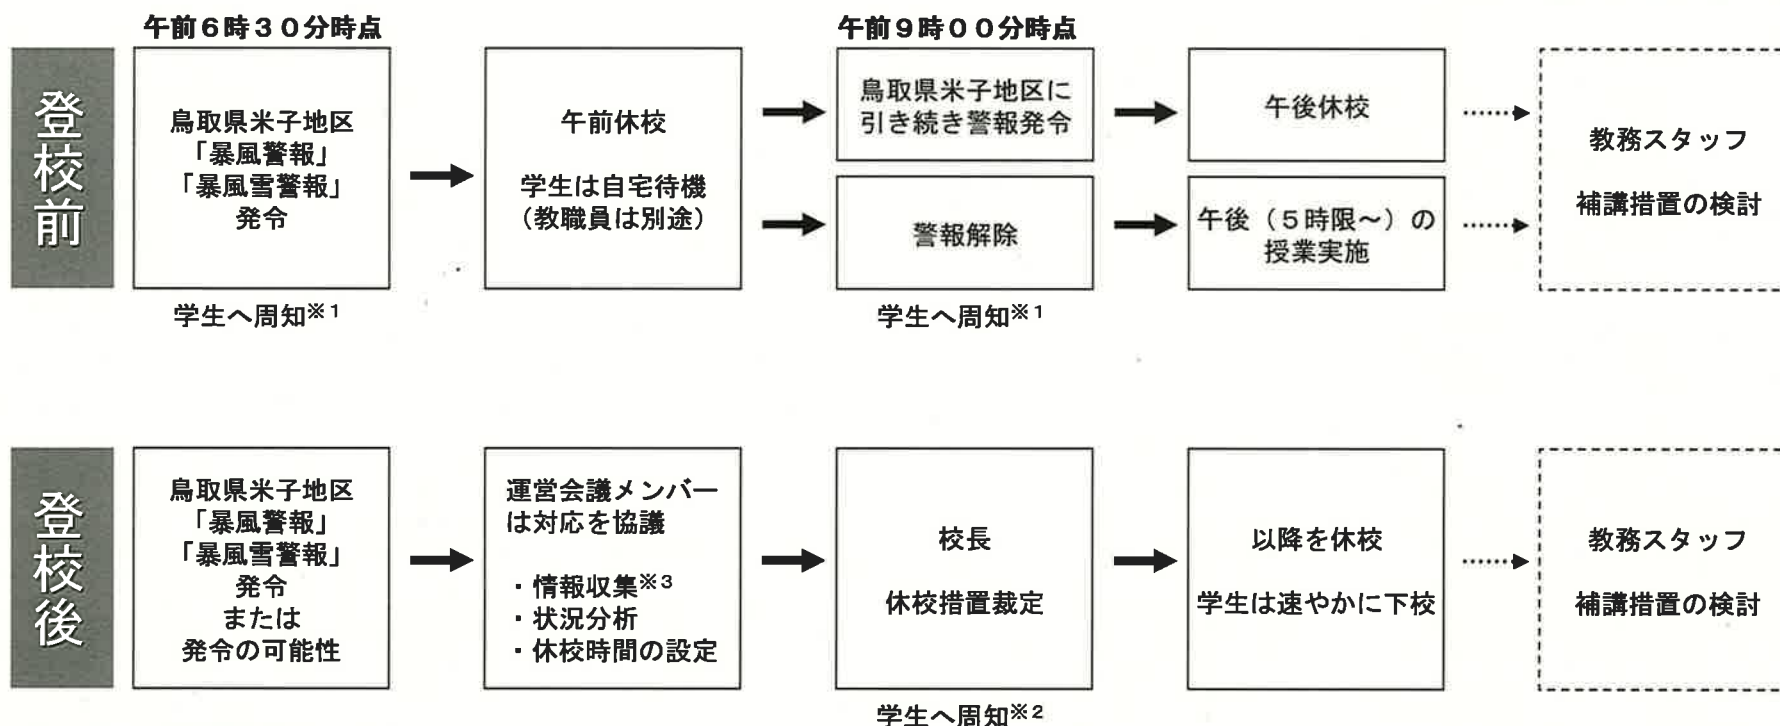 登校前
午前6時30分時点
鳥取県米子地区
「暴風警報」
「暴風雪警報」
発令
学生へ周知※1
午前休校
学生は自宅待機
（教職員は別途）
午前9時00分時点
鳥取県米子地区に
引き続き警報発令
警報解除
学生へ周知※1
午後休校
午後（5時限～）の
授業実施
教務スタッフ
補講措置の検討
登校後
鳥取県米子地区
「暴風警報」
「暴風雪警報」
発令
または
発令の可能性
運営会議メンバー
は対応を協議
・情報収集※3
・状況分析
・休校時間の設定
校長
休校措置裁定
学生へ周知※2
以降を休校
学生は速やかに下校
教務スタッフ
補講措置の検討